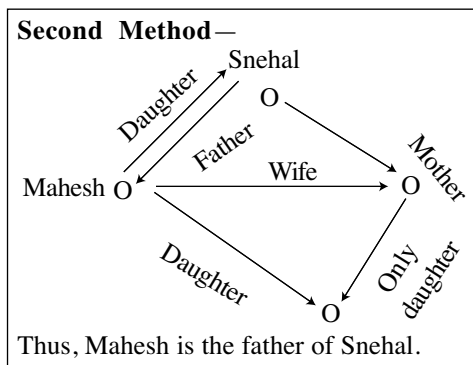 Second Method—
Snehal
O
Daughter
Father
Mother
Mahesh O
Wife
O
Daughter
Only
daughter
O
Thus, Mahesh is the father of Snehal.